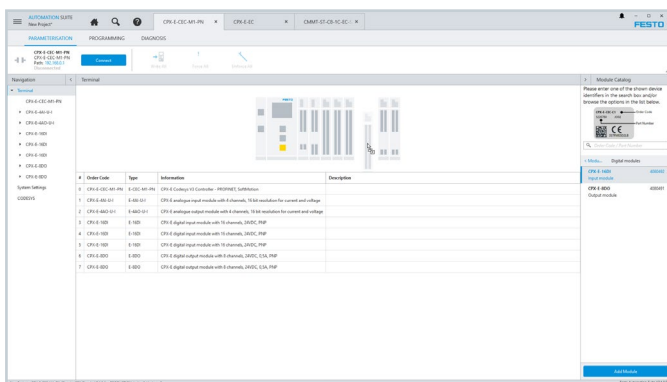 AUTOMATION SUITE
New Project*
CPX-E-CEC-M1-PN
CPX-E-EC
FESTO
PARAMETERISATION
PROGRAMMING
DIAGNOSIS
CPX-E-CEC-M1-PN
CPX-E-CEC-M1-PN
Connect
Navigation
Terminal
Module Catalog
Terminal
CPX-E-CEC-M1-PN
CPX-E-4AI-U-I
CPX-E-4AO-U-I
CPX-E-16DI
CPX-E-16DI
CPX-E-16DI
CPX-E-8DO
CPX-E-8DO
System Settings
CODESYS
Please enter one of the shown device
identifiers in the search box and/or
browse the options in the list below.
Order Code
Part Number
Order Code / Part Number
Digital modules
CPX-E-16DI
Input module
CPX-E-8DO
Output module
# Order Code Type Information Description
0 CPX-E-CEC-M1-PN E-CEC-M1-PN CPX-E Codesys V3 Controller - PROFINET, SoftMotion
1 CPX-E-4AI-U-I E-4AI-U-I CPX-E analogue input module with 4 channels, 16 bit resolution for current and voltage
2 CPX-E-4AO-U-I E-4AO-U-I CPX-E analogue output module with 4 channels, 16 bit resolution for current and voltage
3 CPX-E-16DI E-16DI CPX-E digital input module with 16 channels, 24VDC, PNP
4 CPX-E-16DI E-16DI CPX-E digital input module with 16 channels, 24VDC, PNP
5 CPX-E-16DI E-16DI CPX-E digital input module with 16 channels, 24VDC, PNP
6 CPX-E-8DO E-8DO CPX-E digital output module with 8 channels, 24VDC, 0,5A, PNP
7 CPX-E-8DO E-8DO CPX-E digital output module with 8 channels, 24VDC, 0,5A, PNP
Add Module